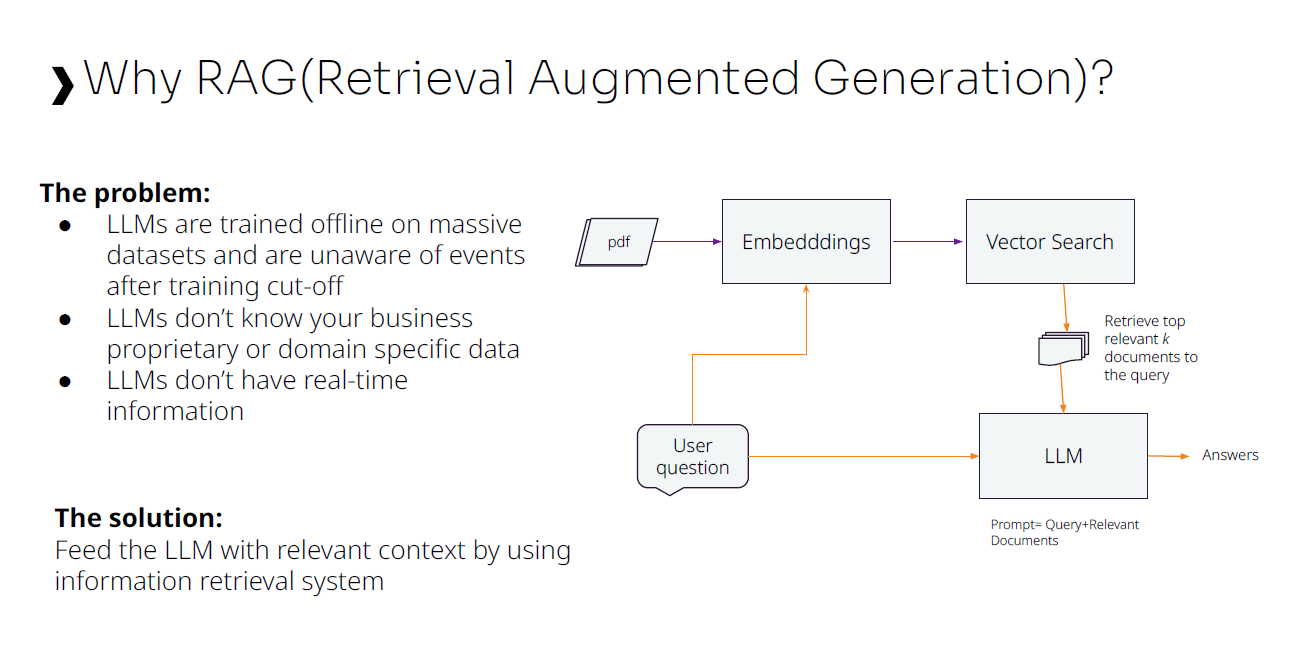 Why RAG(Retrieval Augmented Generation)?
The problem:
● LLMs are trained offline on massive
datasets and are unaware of events
after training cut-off
● LLMs don’t know your business
proprietary or domain specific data
● LLMs don’t have real-time
information
The solution:
Feed the LLM with relevant context by using
information retrieval system
pdf
Embedddings
Vector Search
Retrieve top
relevant k
documents to
the query
User
question
LLM
Answers
Prompt= Query+Relevant
Documents